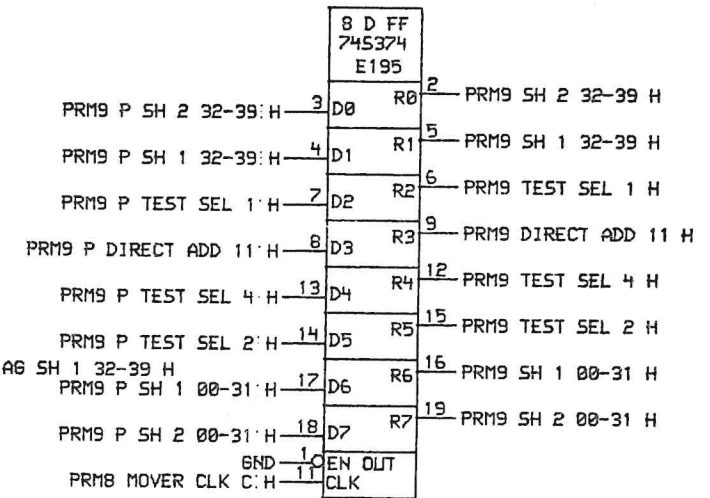 8 D FF
74S374
E195
PRM9 P SH 2 32-39 H 3 D0 R0 2 PRM9 SH 2 32-39 H
PRM9 P SH 1 32-39 H 4 D1 R1 5 PRM9 SH 1 32-39 H
PRM9 P TEST SEL 1 H 7 D2 R2 6 PRM9 TEST SEL 1 H
PRM9 P DIRECT ADD 11 H 8 D3 R3 9 PRM9 DIRECT ADD 11 H
PRM9 P TEST SEL 4 H 13 D4 R4 12 PRM9 TEST SEL 4 H
PRM9 P TEST SEL 2 H 14 D5 R5 15 PRM9 TEST SEL 2 H
AG SH 1 32-39 H
PRM9 P SH 1 00-31 H 17 D6 R6 16 PRM9 SH 1 00-31 H
PRM9 P SH 2 00-31 H 18 D7 R7 19 PRM9 SH 2 00-31 H
GND 1 EN OUT
PRM8 MOVER CLK C H 11 CLK